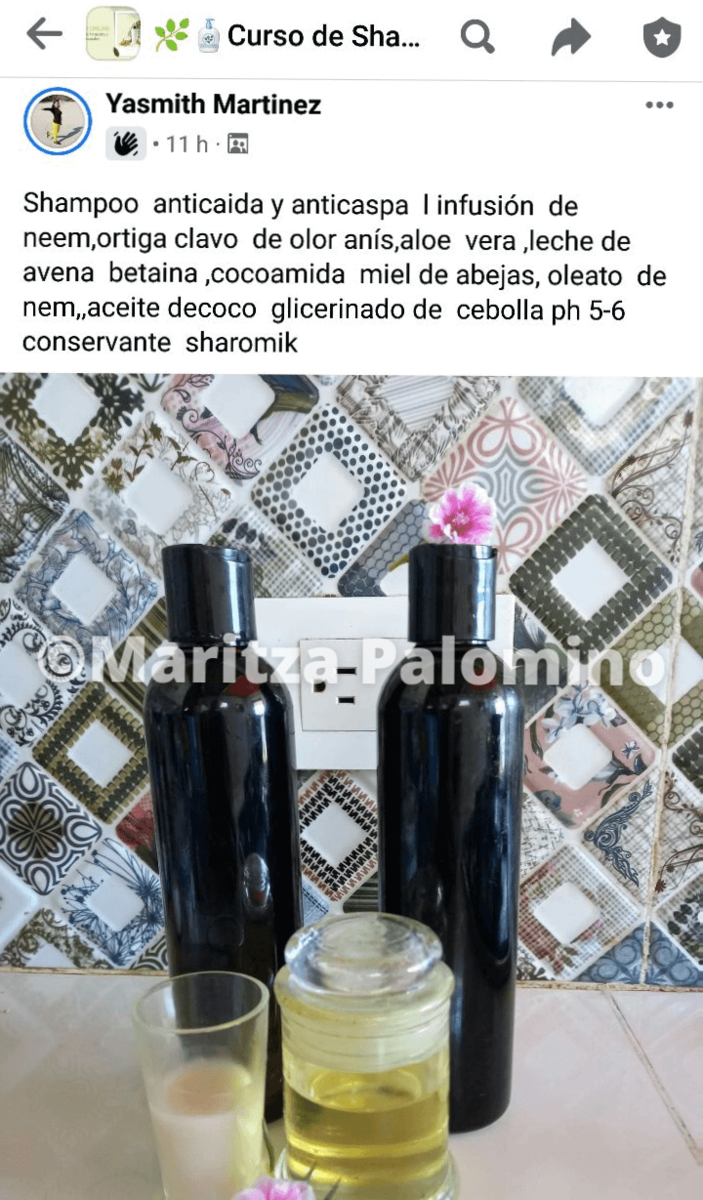 Curso de Sha...
Yasmith Martinez
11 h
Shampoo anticaida y anticaspa l infusión de
neem,ortiga clavo de olor anís,aloe vera ,leche de
avena betaina ,cocoamida miel de abejas, oleato de
nem,,aceite decoco glicerinado de cebolla ph 5-6
conservante sharomik
©Maritza Palomino